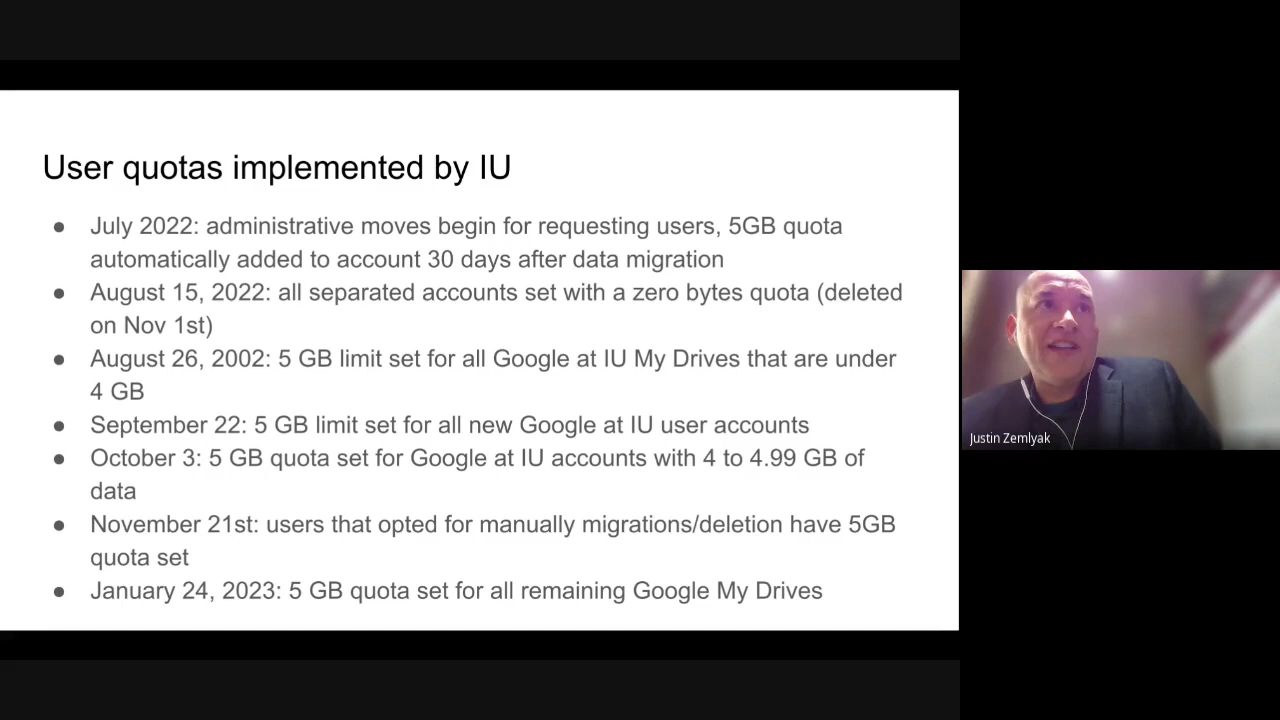 User quotas implemented by IU
● July 2022: administrative moves begin for requesting users, 5GB quota
automatically added to account 30 days after data migration
● August 15, 2022: all separated accounts set with a zero bytes quota (deleted
on Nov 1st)
● August 26, 2002: 5 GB limit set for all Google at IU My Drives that are under
4 GB
● September 22: 5 GB limit set for all new Google at IU user accounts
● October 3: 5 GB quota set for Google at IU accounts with 4 to 4.99 GB of
data
● November 21st: users that opted for manually migrations/deletion have 5GB
quota set
● January 24, 2023: 5 GB quota set for all remaining Google My Drives
Justin Zemlyak